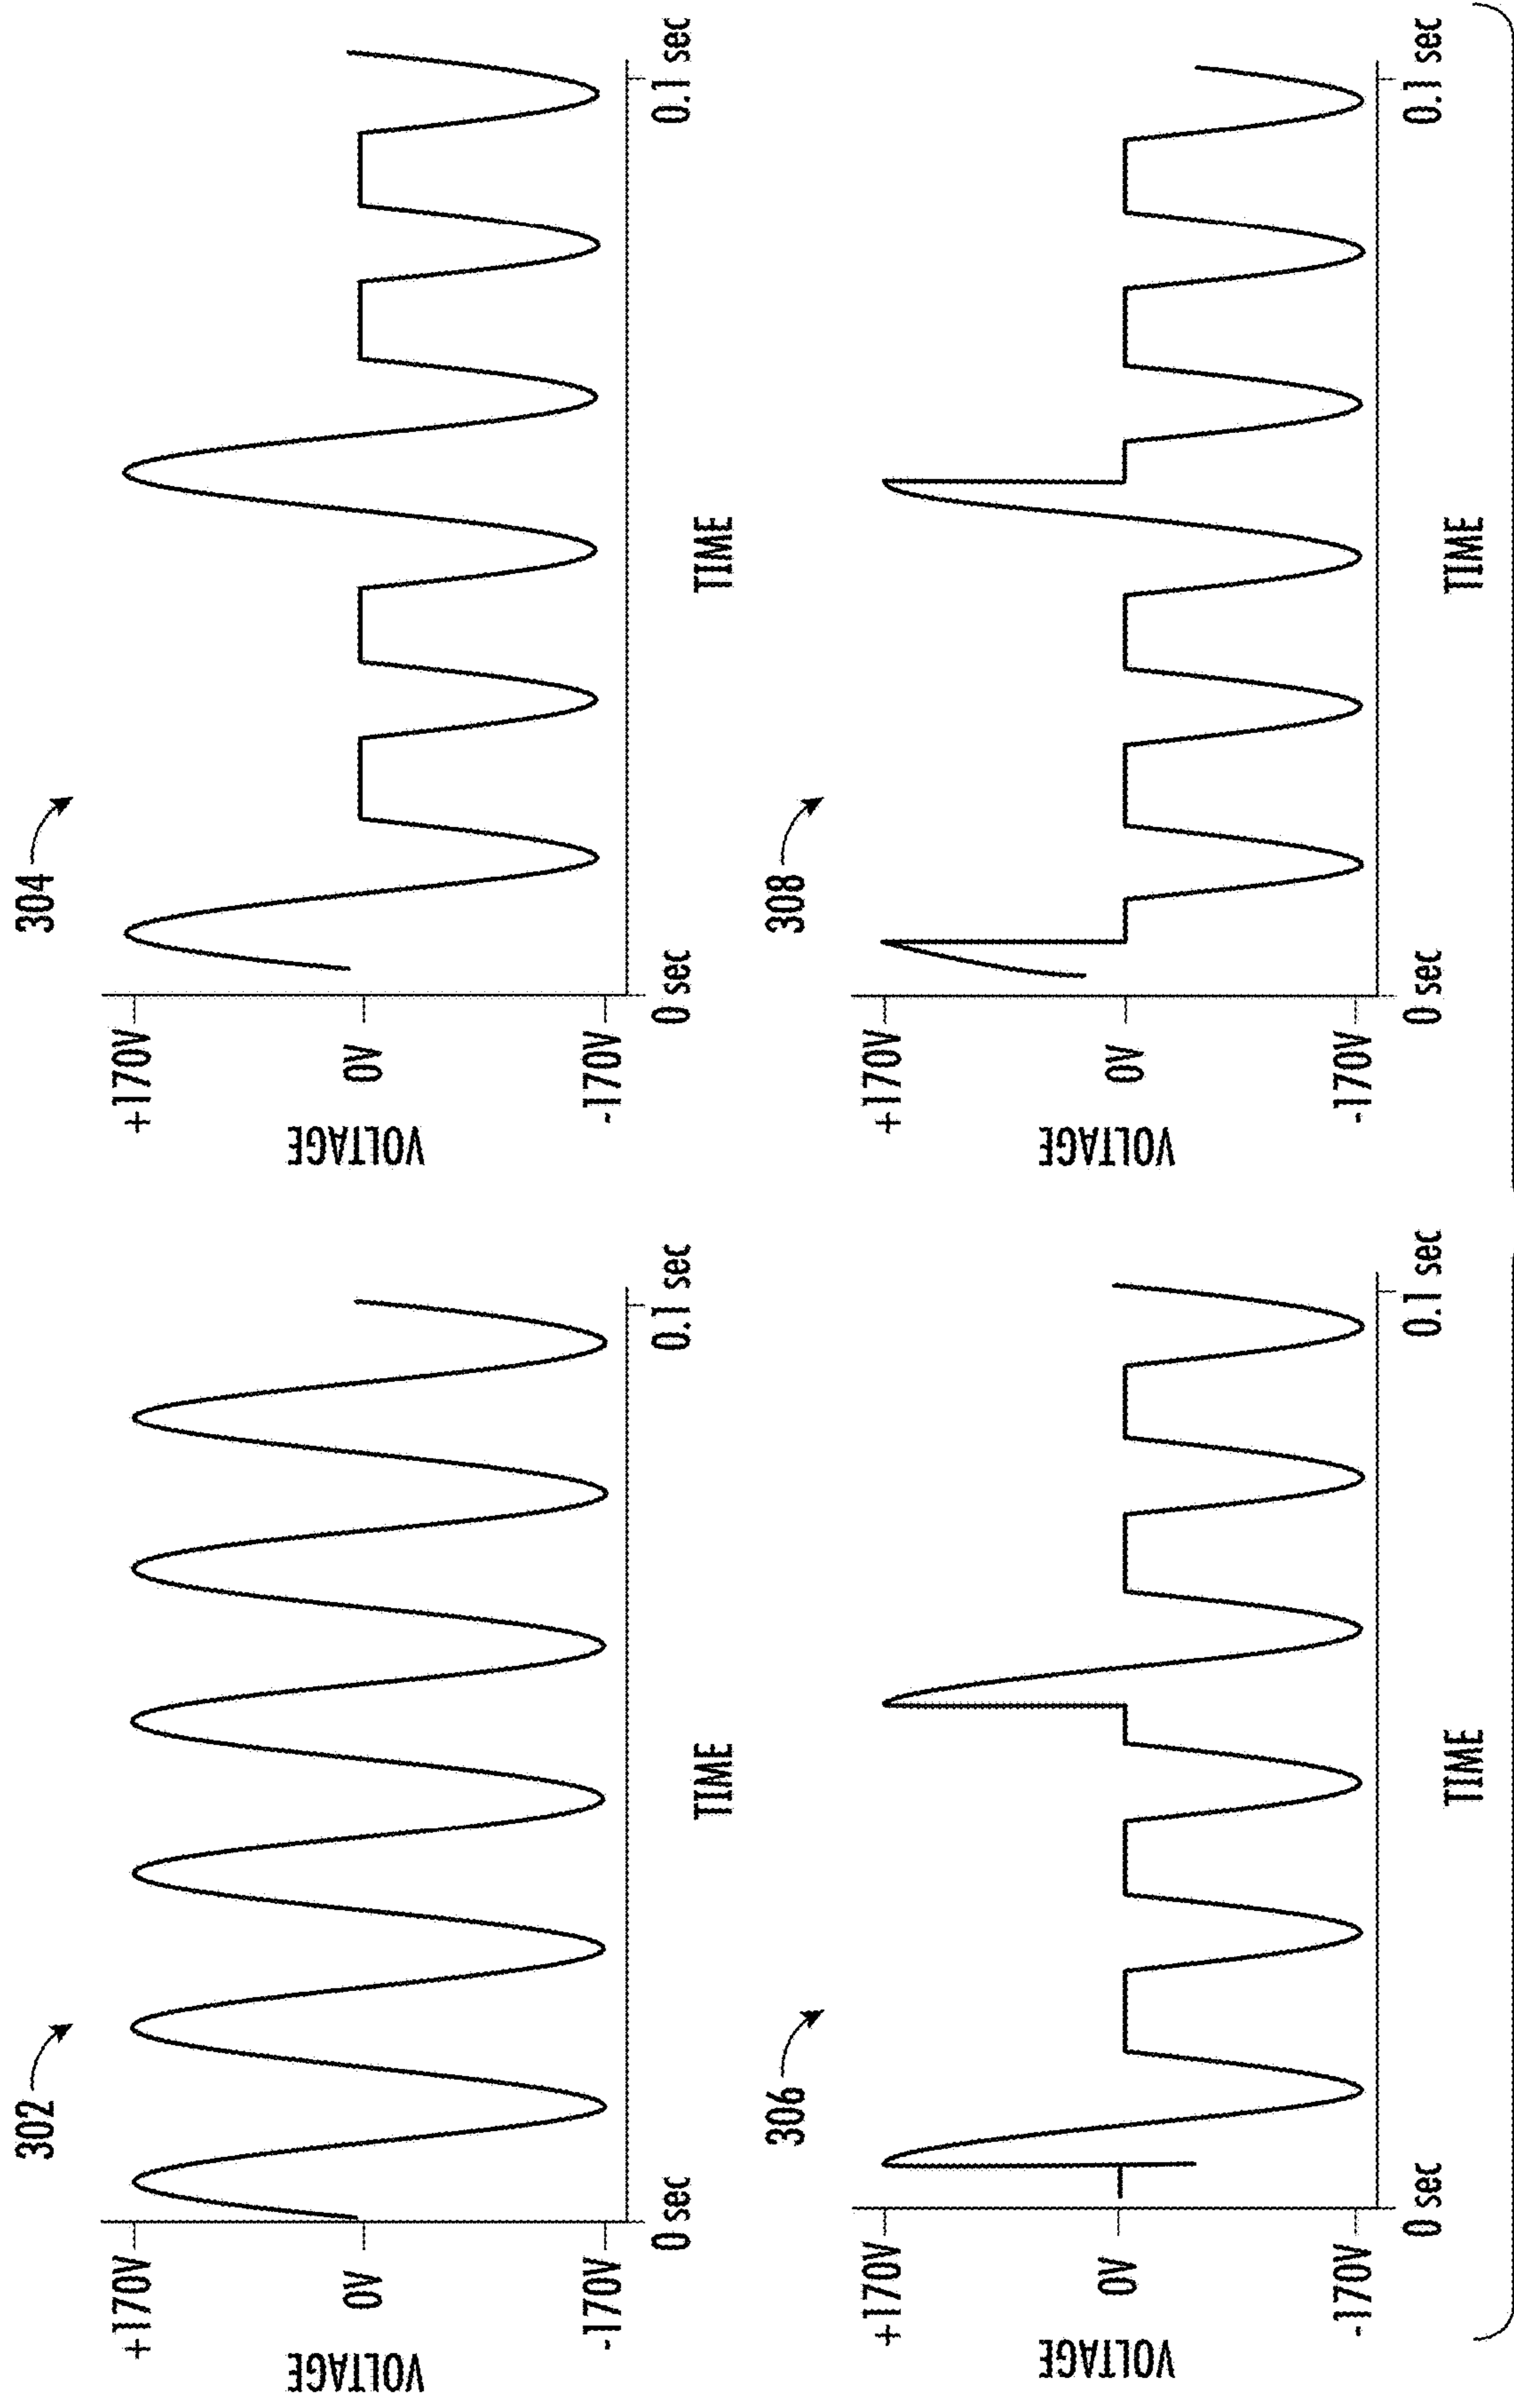 302
VOLTAGE
+170V
0V
-170V
0 sec
0.1 sec
TIME
304
VOLTAGE
+170V
0V
-170V
0 sec
0.1 sec
TIME
306
VOLTAGE
+170V
0V
-170V
0 sec
0.1 sec
TIME
308
VOLTAGE
+170V
0V
-170V
0 sec
0.1 sec
TIME